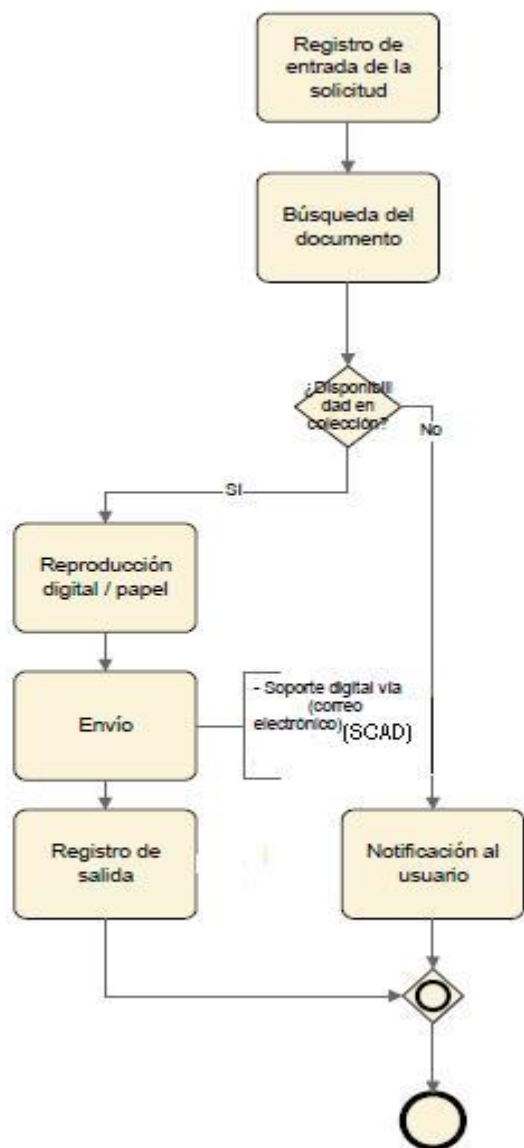 Registro de
entrada de la
solicitud
Búsqueda del
documento
¿Disponibili
dad en
colección?
No
Sí
Reproducción
digital / papel
Envío
- Soporte digital vía
(correo
electrónico)(SCAD)
Registro de
salida
Notificación al
usuario